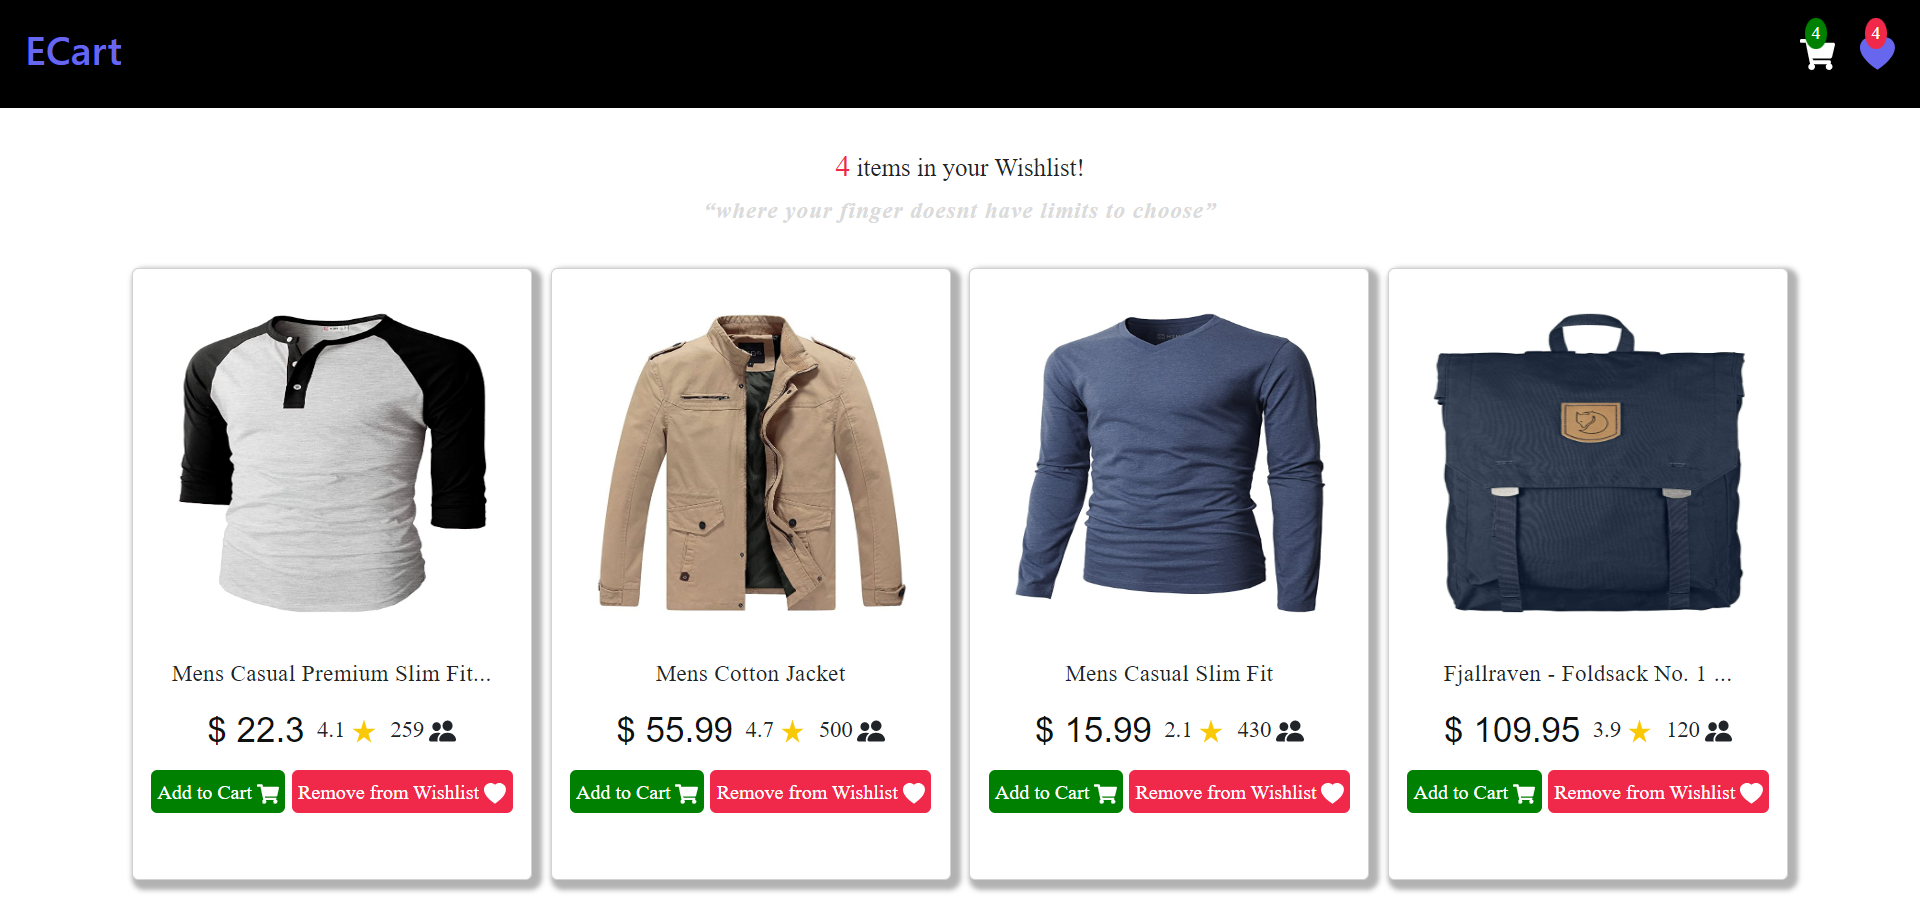 ECart
4
4
4 items in your Wishlist!
“where your finger doesnt have limits to choose”
Mens Casual Premium Slim Fit...
$ 22.3 4.1 259
Add to Cart Remove from Wishlist
Mens Cotton Jacket
$ 55.99 4.7 500
Add to Cart Remove from Wishlist
Mens Casual Slim Fit
$ 15.99 2.1 430
Add to Cart Remove from Wishlist
Fjallraven - Foldsack No. 1 ...
$ 109.95 3.9 120
Add to Cart Remove from Wishlist